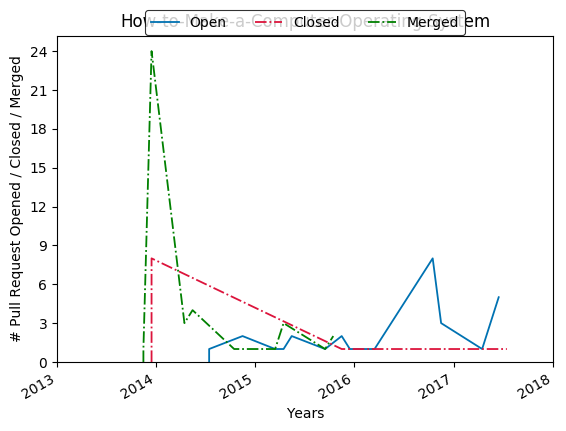 How-to-Make-a-Computer-Operating-System
Open Closed Merged
# Pull Request Opened / Closed / Merged
24
21
18
15
12
9
6
3
0
2013 2014 2015 2016 2017 2018
Years